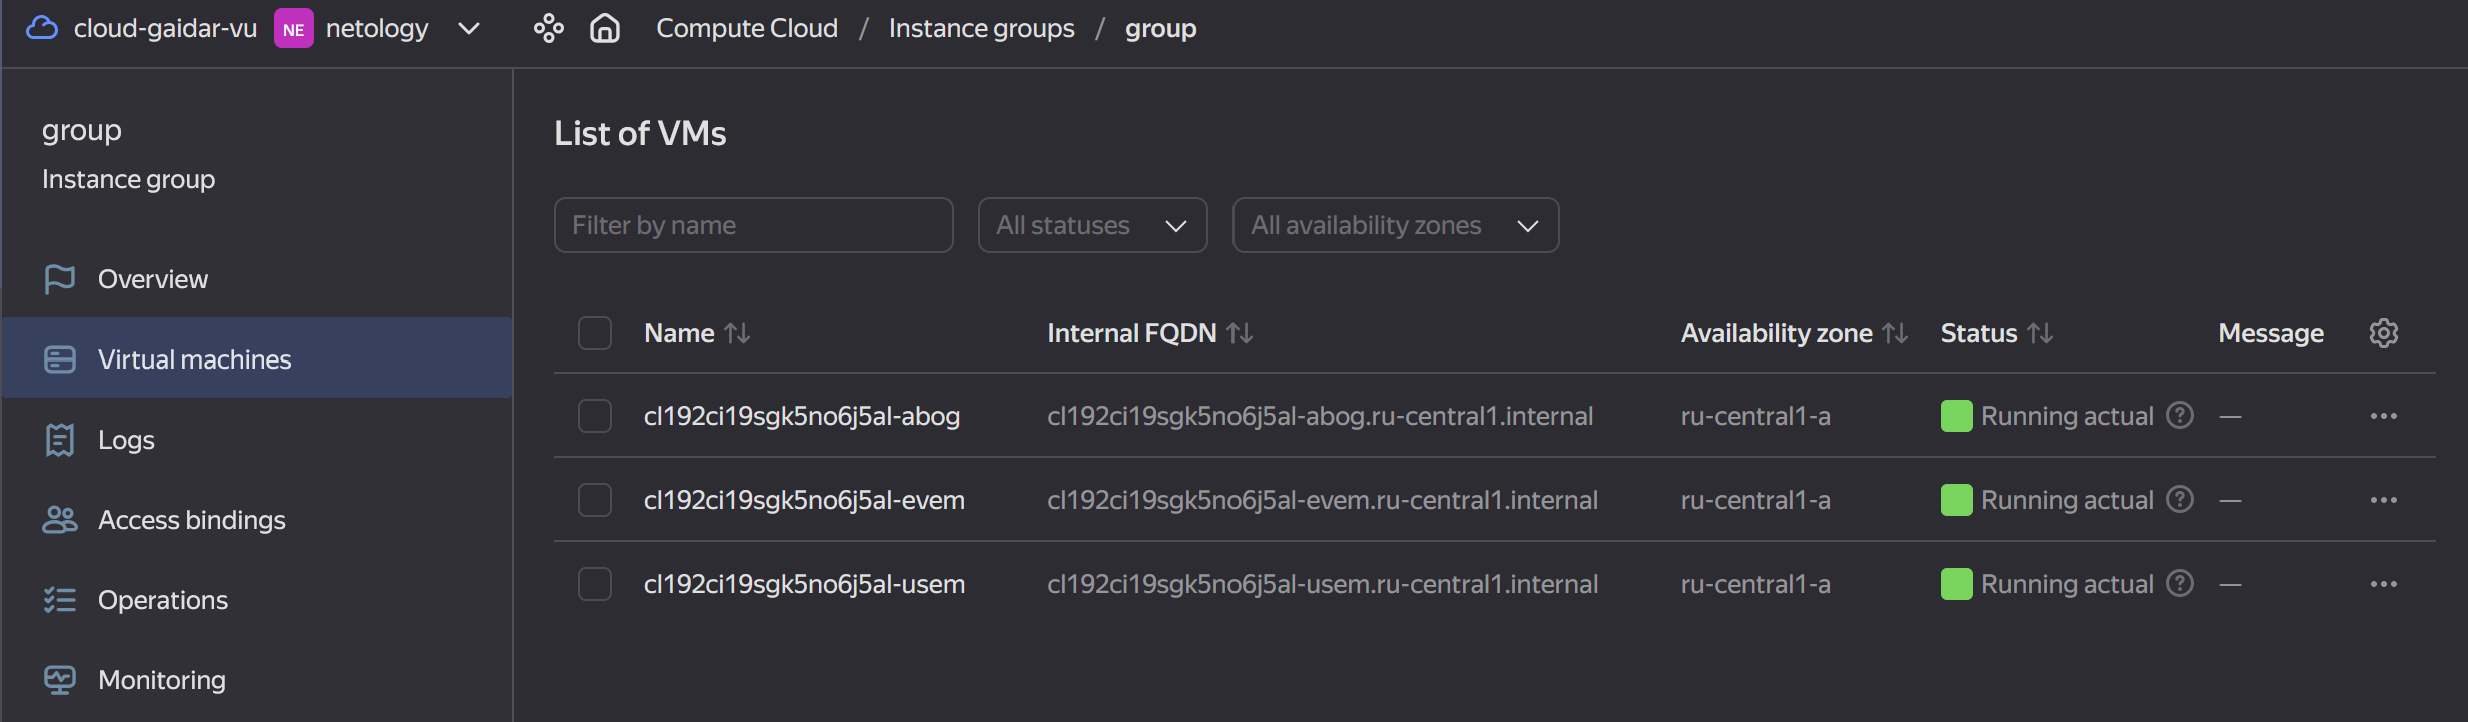 cloud-gaidar-vu NE netology Compute Cloud / Instance groups / group
group
Instance group
Overview
Virtual machines
Logs
Access bindings
Operations
Monitoring
List of VMs
Filter by name All statuses All availability zones
Name Internal FQDN Availability zone Status Message
cl192ci19sgk5no6j5al-abog cl192ci19sgk5no6j5al-abog.ru-central1.internal ru-central1-a Running actual —
cl192ci19sgk5no6j5al-evem cl192ci19sgk5no6j5al-evem.ru-central1.internal ru-central1-a Running actual —
cl192ci19sgk5no6j5al-usem cl192ci19sgk5no6j5al-usem.ru-central1.internal ru-central1-a Running actual —